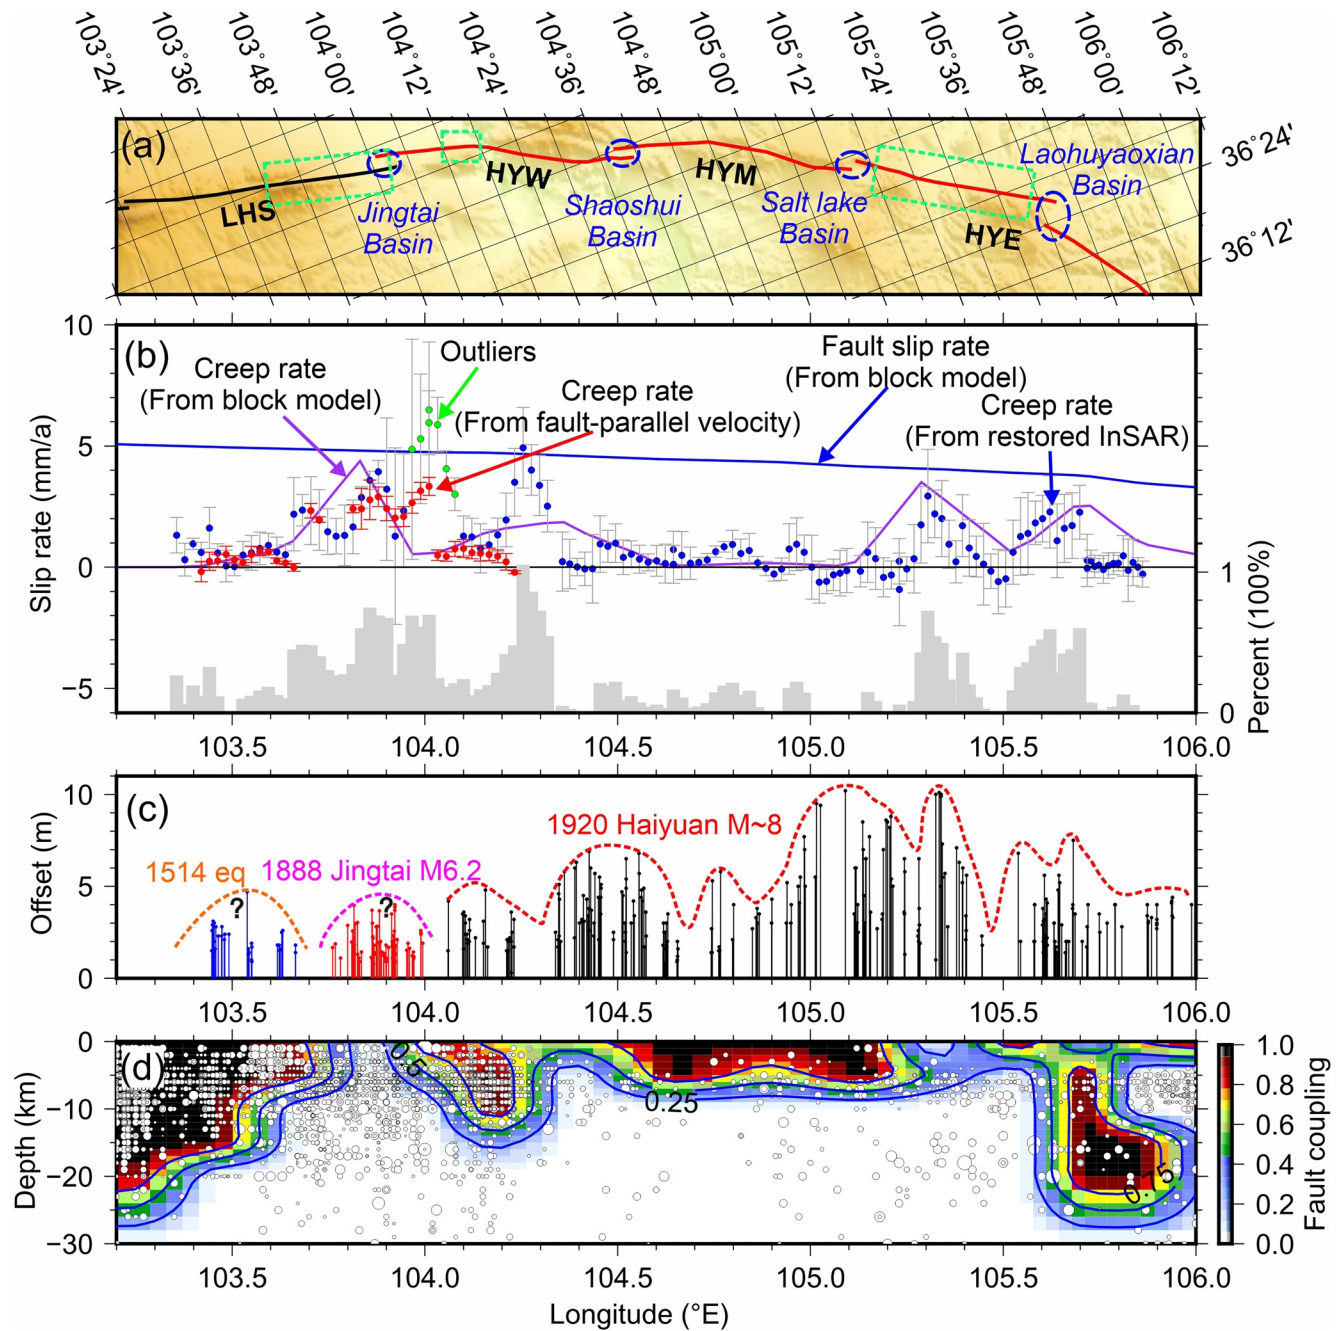 103°24'
103°36'
103°48'
104°00'
104°12'
104°24'
104°36'
104°48'
105°00'
105°12'
105°24'
105°36'
105°48'
106°00'
106°12'
(a)
36°24'
36°12'
LHS
HYW
HYM
HYE
Jingtai
Basin
Shaoshui
Basin
Salt lake
Basin
Laohuyaoxian
Basin
(b)
Creep rate
(From block model)
Outliers
Creep rate
(From fault-parallel velocity)
Fault slip rate
(From block model)
Creep rate
(From restored InSAR)
Slip rate (mm/a)
10
5
0
−5
Percent (100%)
1
0
103.5
104.0
104.5
105.0
105.5
106.0
(c)
1514 eq
?
1888 Jingtai M6.2
?
1920 Haiyuan M~8
Offset (m)
10
5
0
103.5
104.0
104.5
105.0
105.5
106.0
(d)
0.5
0.25
0.75
Depth (km)
0
−10
−20
−30
Fault coupling
1.0
0.8
0.6
0.4
0.2
0.0
103.5
104.0
104.5
105.0
105.5
106.0
Longitude (°E)